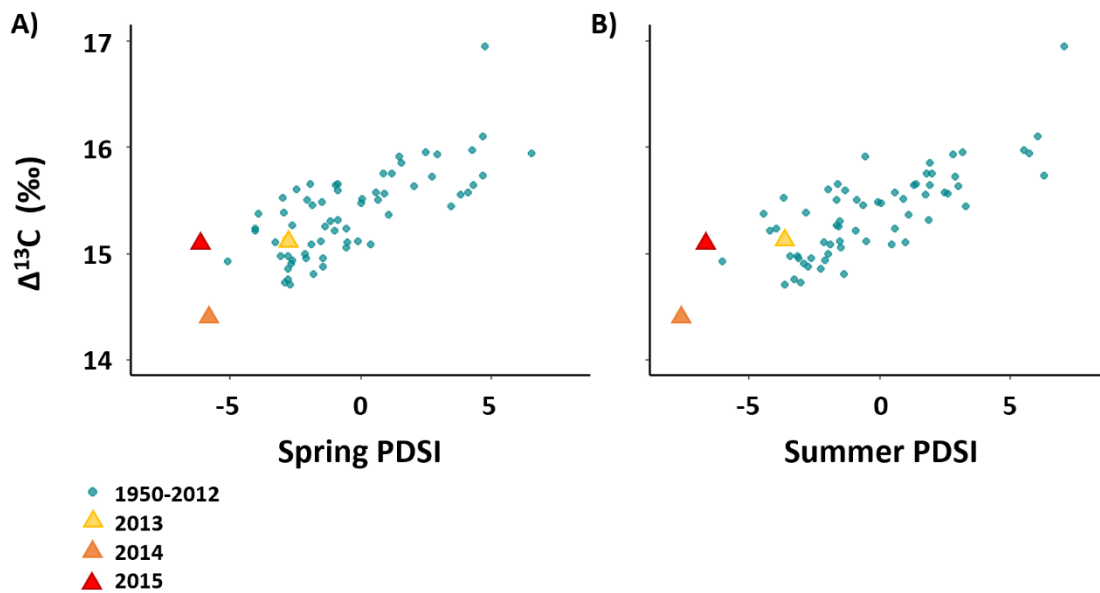 A)
B)
17
16
15
14
Δ¹³C (‰)
-5 0 5
-5 0 5
Spring PDSI
Summer PDSI
1950-2012
2013
2014
2015